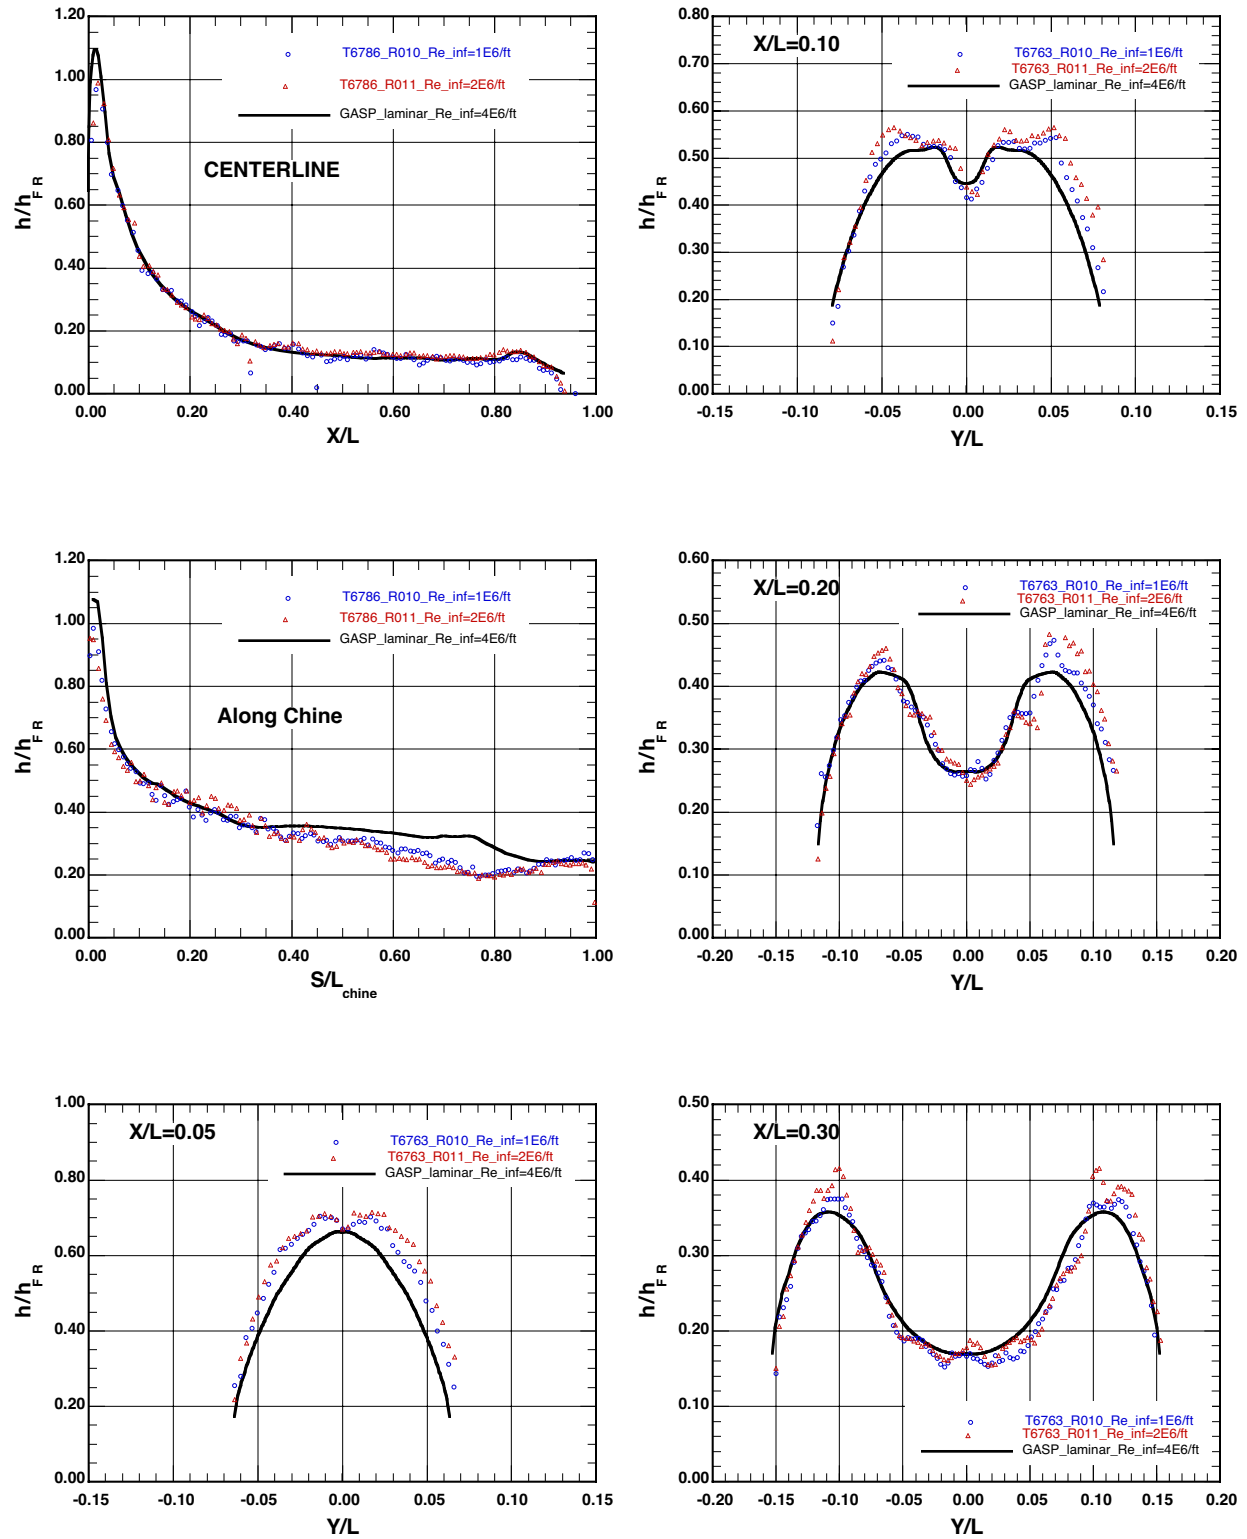 1.20
1.00
0.80
0.60
0.40
0.20
0.00
h/h_FR
T6786_R010_Re_inf=1E6/ft
T6786_R011_Re_inf=2E6/ft
GASP_laminar_Re_inf=4E6/ft
CENTERLINE
0.00 0.20 0.40 0.60 0.80 1.00
X/L
0.80
0.70
0.60
0.50
0.40
0.30
0.20
0.10
0.00
h/h_FR
X/L=0.10
T6763_R010_Re_inf=1E6/ft
T6763_R011_Re_inf=2E6/ft
GASP_laminar_Re_inf=4E6/ft
-0.15 -0.10 -0.05 0.00 0.05 0.10 0.15
Y/L
1.20
1.00
0.80
0.60
0.40
0.20
0.00
h/h_FR
T6786_R010_Re_inf=1E6/ft
T6786_R011_Re_inf=2E6/ft
GASP_laminar_Re_inf=4E6/ft
Along Chine
0.00 0.20 0.40 0.60 0.80 1.00
S/L_chine
0.60
0.50
0.40
0.30
0.20
0.10
0.00
h/h_FR
X/L=0.20
T6763_R010_Re_inf=1E6/ft
T6763_R011_Re_inf=2E6/ft
GASP_laminar_Re_inf=4E6/ft
-0.20 -0.15 -0.10 -0.05 0.00 0.05 0.10 0.15 0.20
Y/L
1.00
0.80
0.60
0.40
0.20
0.00
h/h_FR
X/L=0.05
T6763_R010_Re_inf=1E6/ft
T6763_R011_Re_inf=2E6/ft
GASP_laminar_Re_inf=4E6/ft
-0.15 -0.10 -0.05 0.00 0.05 0.10 0.15
Y/L
0.50
0.40
0.30
0.20
0.10
0.00
h/h_FR
X/L=0.30
T6763_R010_Re_inf=1E6/ft
T6763_R011_Re_inf=2E6/ft
GASP_laminar_Re_inf=4E6/ft
-0.20 -0.15 -0.10 -0.05 0.00 0.05 0.10 0.15 0.20
Y/L